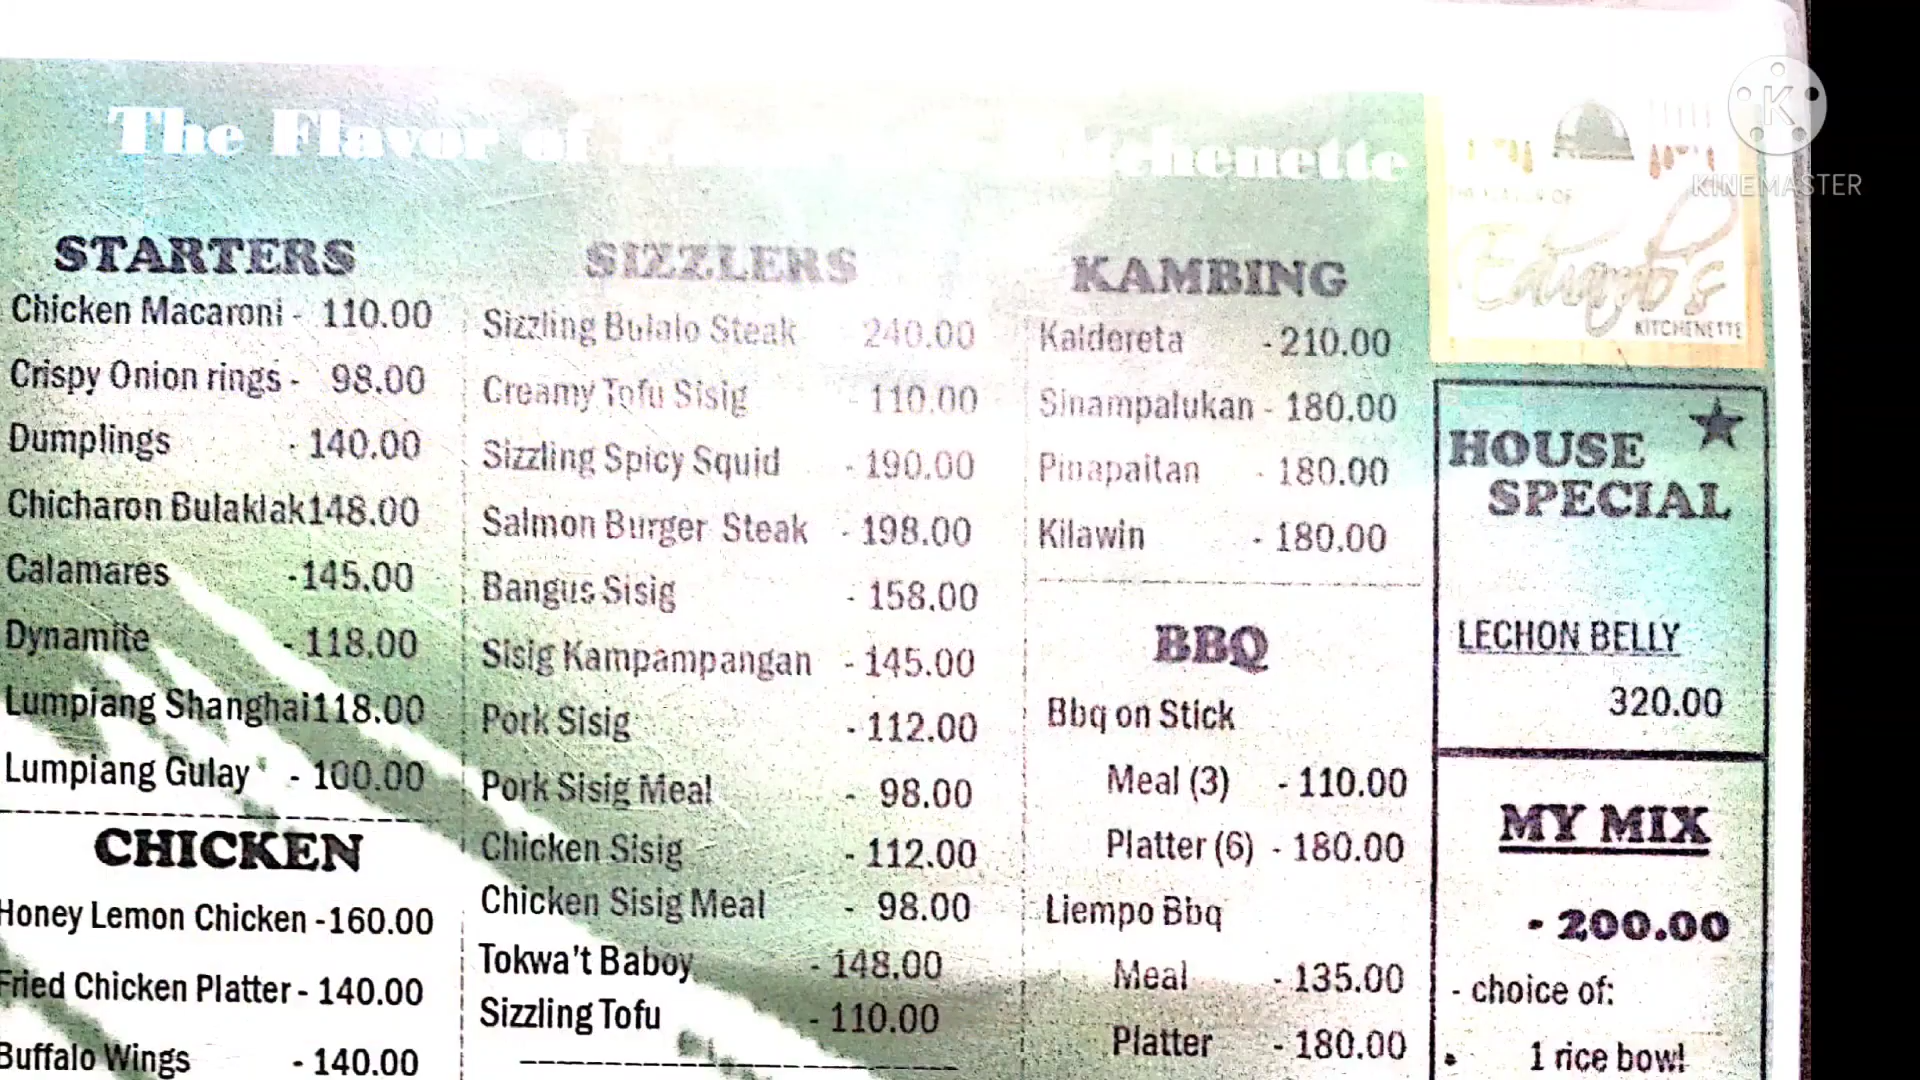 The Flavor of Kitchenette
KINEMASTER
Eduardo's
KITCHENETTE
STARTERS
Chicken Macaroni - 110.00
Crispy Onion rings - 98.00
Dumplings - 140.00
Chicharon Bulaklak148.00
Calamares -145.00
Dynamite - 118.00
Lumpiang Shanghai118.00
Lumpiang Gulay - 100.00
CHICKEN
Honey Lemon Chicken -160.00
Fried Chicken Platter - 140.00
Buffalo Wings - 140.00
SIZZLERS
Sizzling Bulalo Steak 240.00
Creamy Tofu Sisig - 110.00
Sizzling Spicy Squid - 190.00
Salmon Burger Steak - 198.00
Bangus Sisig - 158.00
Sisig Kampampangan - 145.00
Pork Sisig - 112.00
Pork Sisig Meal - 98.00
Chicken Sisig - 112.00
Chicken Sisig Meal - 98.00
Tokwa't Baboy - 148.00
Sizzling Tofu - 110.00
KAMBING
Kaldereta - 210.00
Sinampalukan - 180.00
Pinapaitan - 180.00
Kilawin - 180.00
BBQ
Bbq on Stick
Meal (3) - 110.00
Platter (6) - 180.00
Liempo Bbq
Meal - 135.00
Platter - 180.00
HOUSE
SPECIAL
LECHON BELLY
320.00
MY MIX
- 200.00
- choice of:
• 1 rice bowl